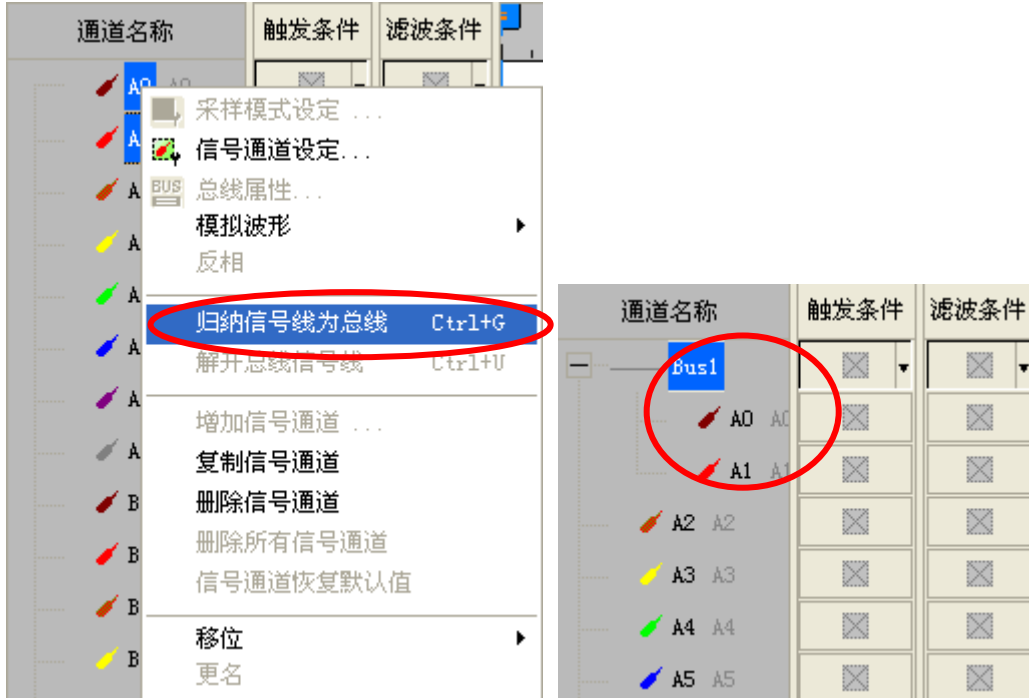 通道名称 触发条件 滤波条件
A0 A0
采样模式设定 ...
A
信号通道设定...
A
BUS 总线属性...
模拟波形
A
反相
A
归纳信号线为总线 Ctrl+G
A
解开总线信号线 Ctrl+U
A
增加信号通道 ...
A
复制信号通道
B
删除信号通道
删除所有信号通道
B
信号通道恢复默认值
B
移位
B
更名
通道名称 触发条件 滤波条件
Bus1
A0 A0
A1 A1
A2 A2
A3 A3
A4 A4
A5 A5